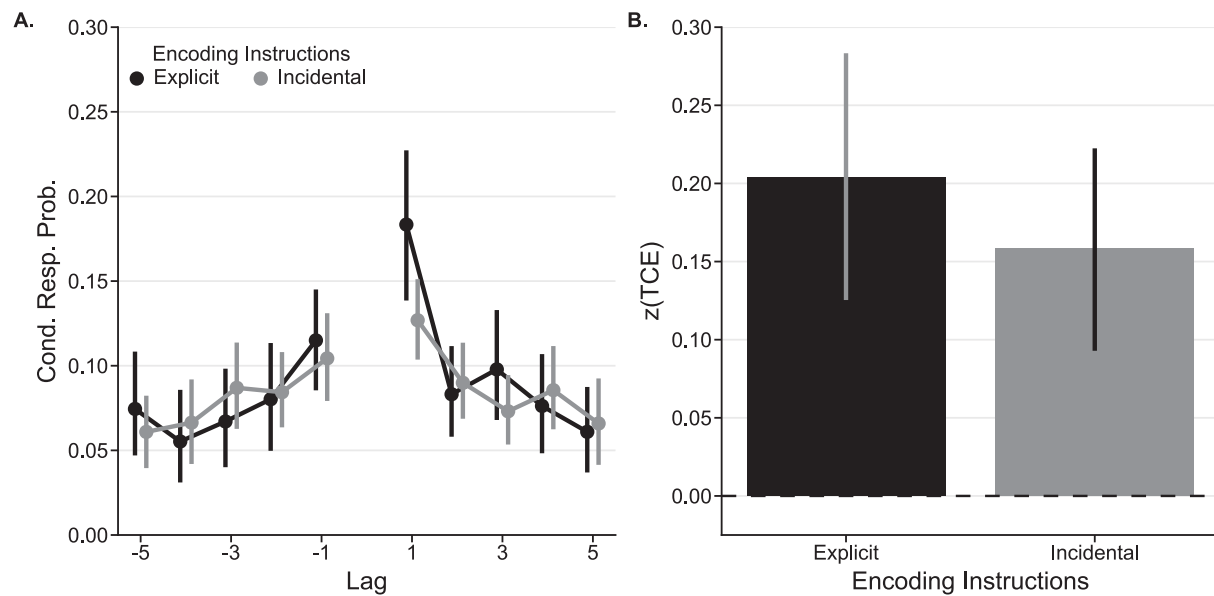 A.
Encoding Instructions
Explicit Incidental
Cond. Resp. Prob.
0.30
0.25
0.20
0.15
0.10
0.05
0.00
-5 -3 -1 1 3 5
Lag
B.
z(TCE)
0.30
0.25
0.20
0.15
0.10
0.05
0.00
Explicit Incidental
Encoding Instructions